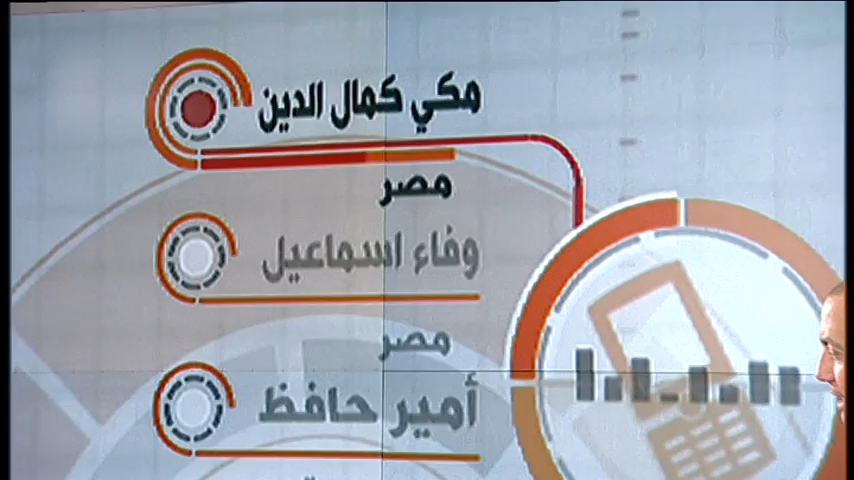 مكي كمال الدين
مصر
وفاء اسماعيل
مصر
أمير حافظ